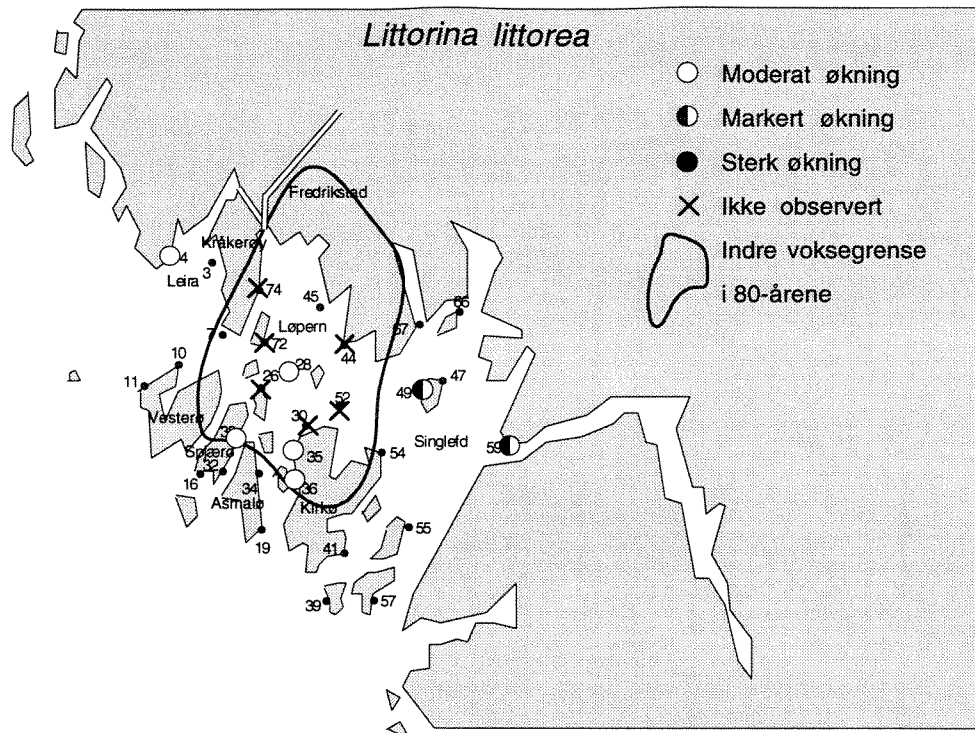 Littorina littorea
Moderat økning
Markert økning
Sterk økning
Ikke observert
Indre voksegrense
i 80-årene
Fredrikstad
Kråkerøy
4
3
Leira
74
45
66
67
7
Løpern
72
44
10
28
11
26
47
49
52
Vesterø
30
Singlefd
59
35
54
Spjærø
32
16
34
36
Asmalø
Kirkø
19
55
41
39
57